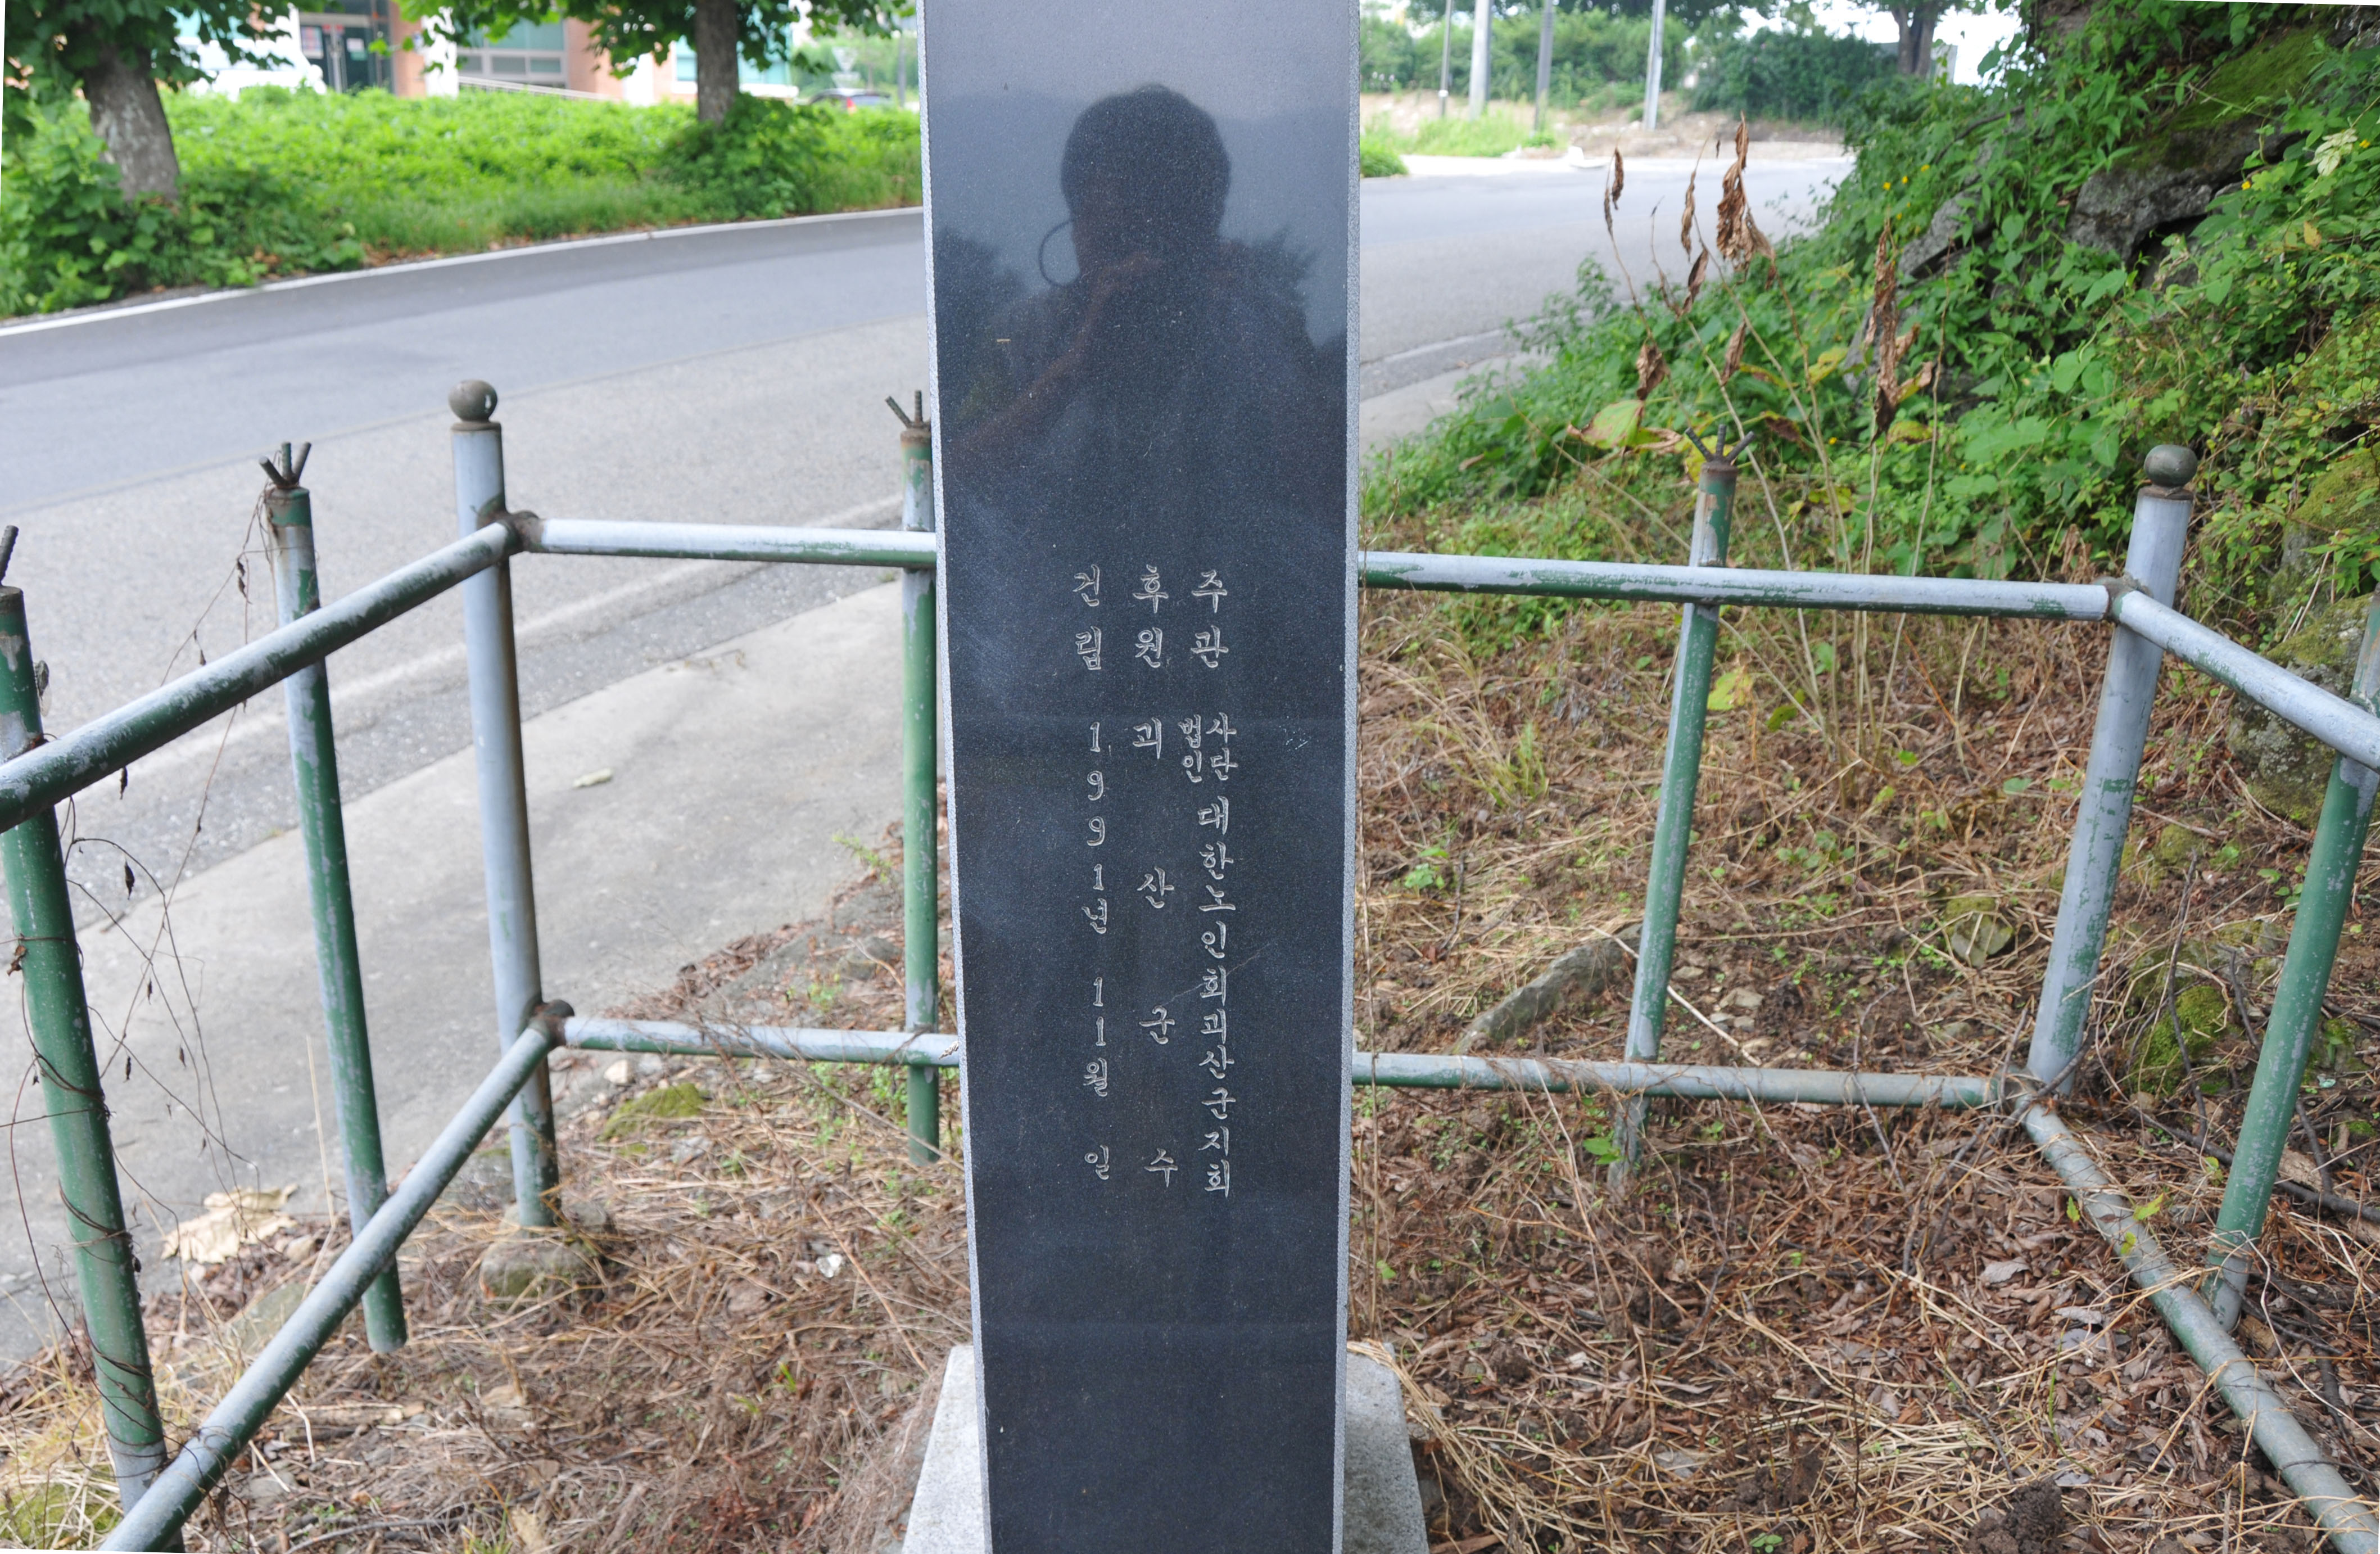 주관 사단법인 대한노인회괴산군지회
후원 괴산군수
건립 1991년 11월 일